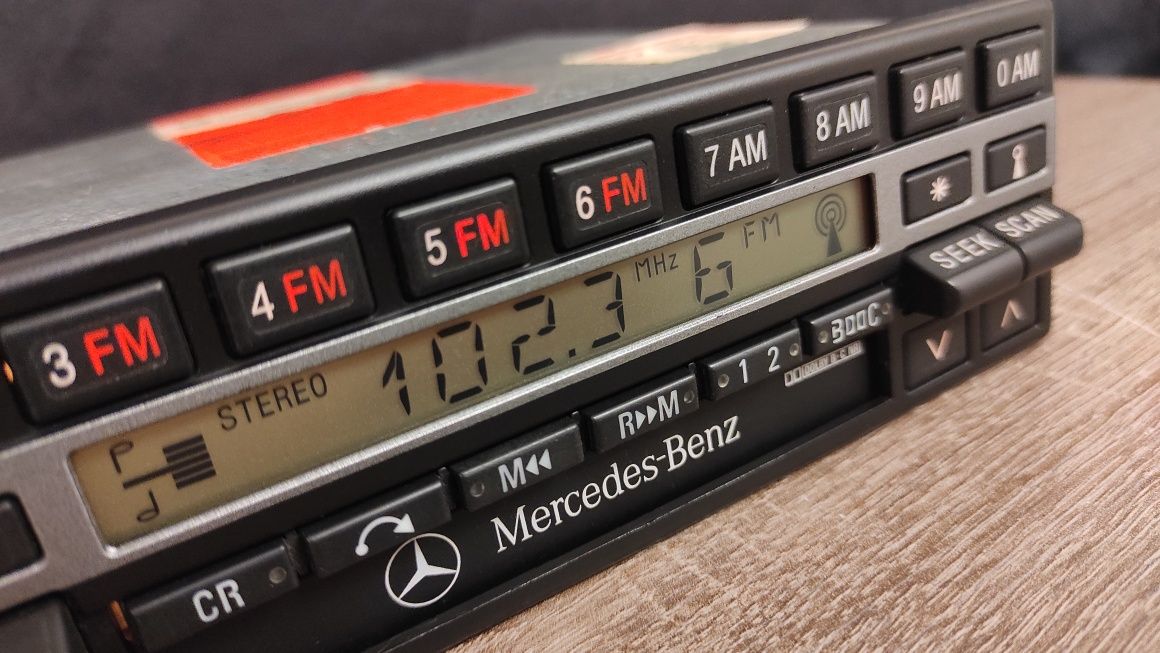 3 FM 4 FM 5 FM 6 FM 7 AM 8 AM 9 AM 0 AM
STEREO 102.3 MHz 6 FM
SEEK SCAN
CR M R M 1 2 B C
Mercedes-Benz